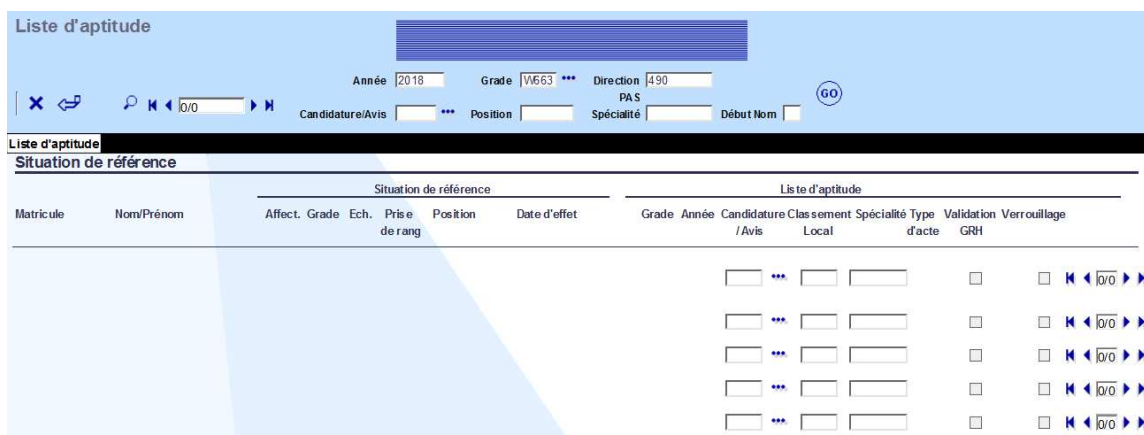 Liste d'aptitude
Année 2018 Grade W663 ••• Direction 490
PAS
0/0
Candidature/Avis ••• Position Spécialité Début Nom
GO
Liste d'aptitude
Situation de référence
Situation de référence Liste d'aptitude
Matricule Nom/Prénom Affect. Grade Ech. Prise Position Date d'effet Grade Année Candidature Classement Spécialité Type Validation Verrouillage
de rang / Avis Local d'acte GRH
••• 0/0
••• 0/0
••• 0/0
••• 0/0
••• 0/0